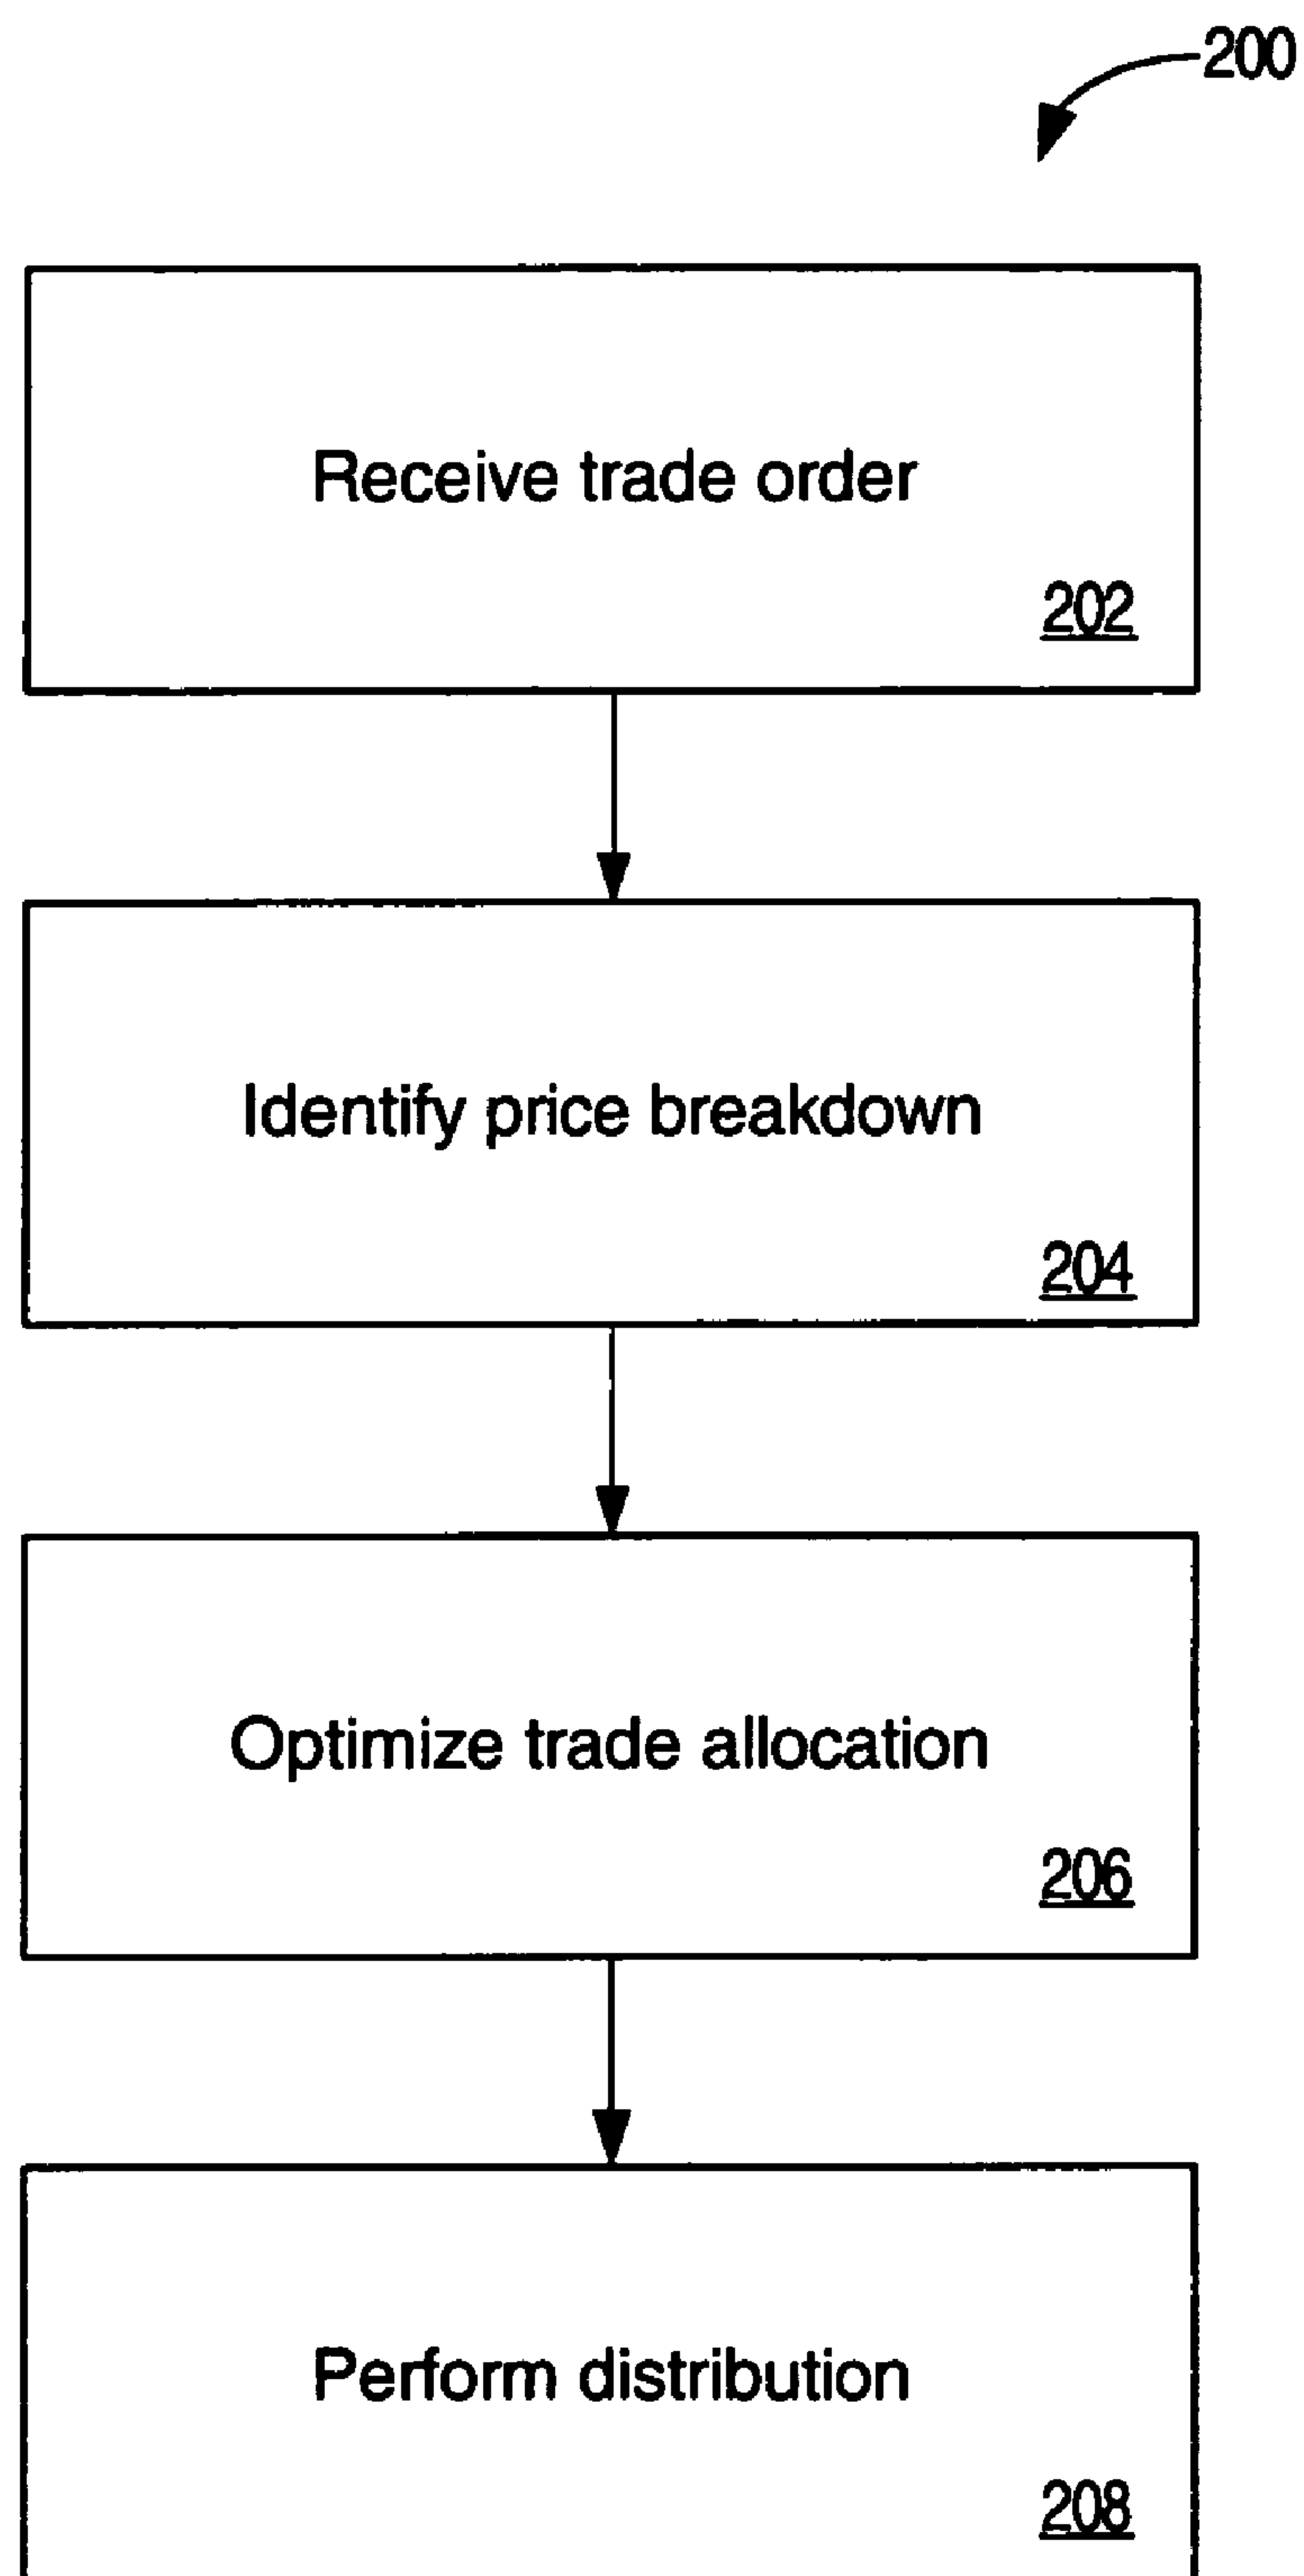 200
Receive trade order
202
Identify price breakdown
204
Optimize trade allocation
206
Perform distribution
208